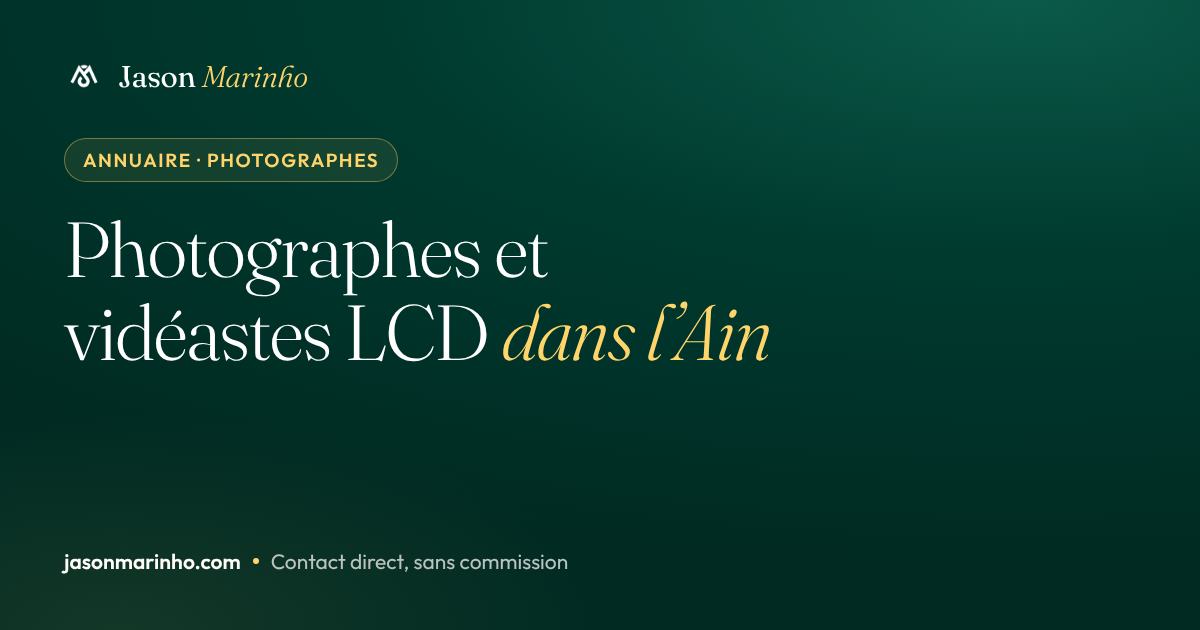 Jason Marinho
ANNUAIRE · PHOTOGRAPHES
Photographes et
vidéastes LCD dans l’Ain
jasonmarinho.com • Contact direct, sans commission